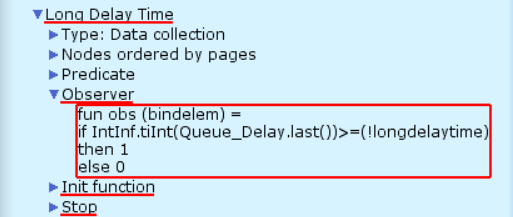 Long Delay Time
Type: Data collection
Nodes ordered by pages
Predicate
Observer
fun obs (bindelem) =
if IntInf.tiInt(Queue_Delay.last())>=(!longdelaytime)
then 1
else 0
Init function
Stop